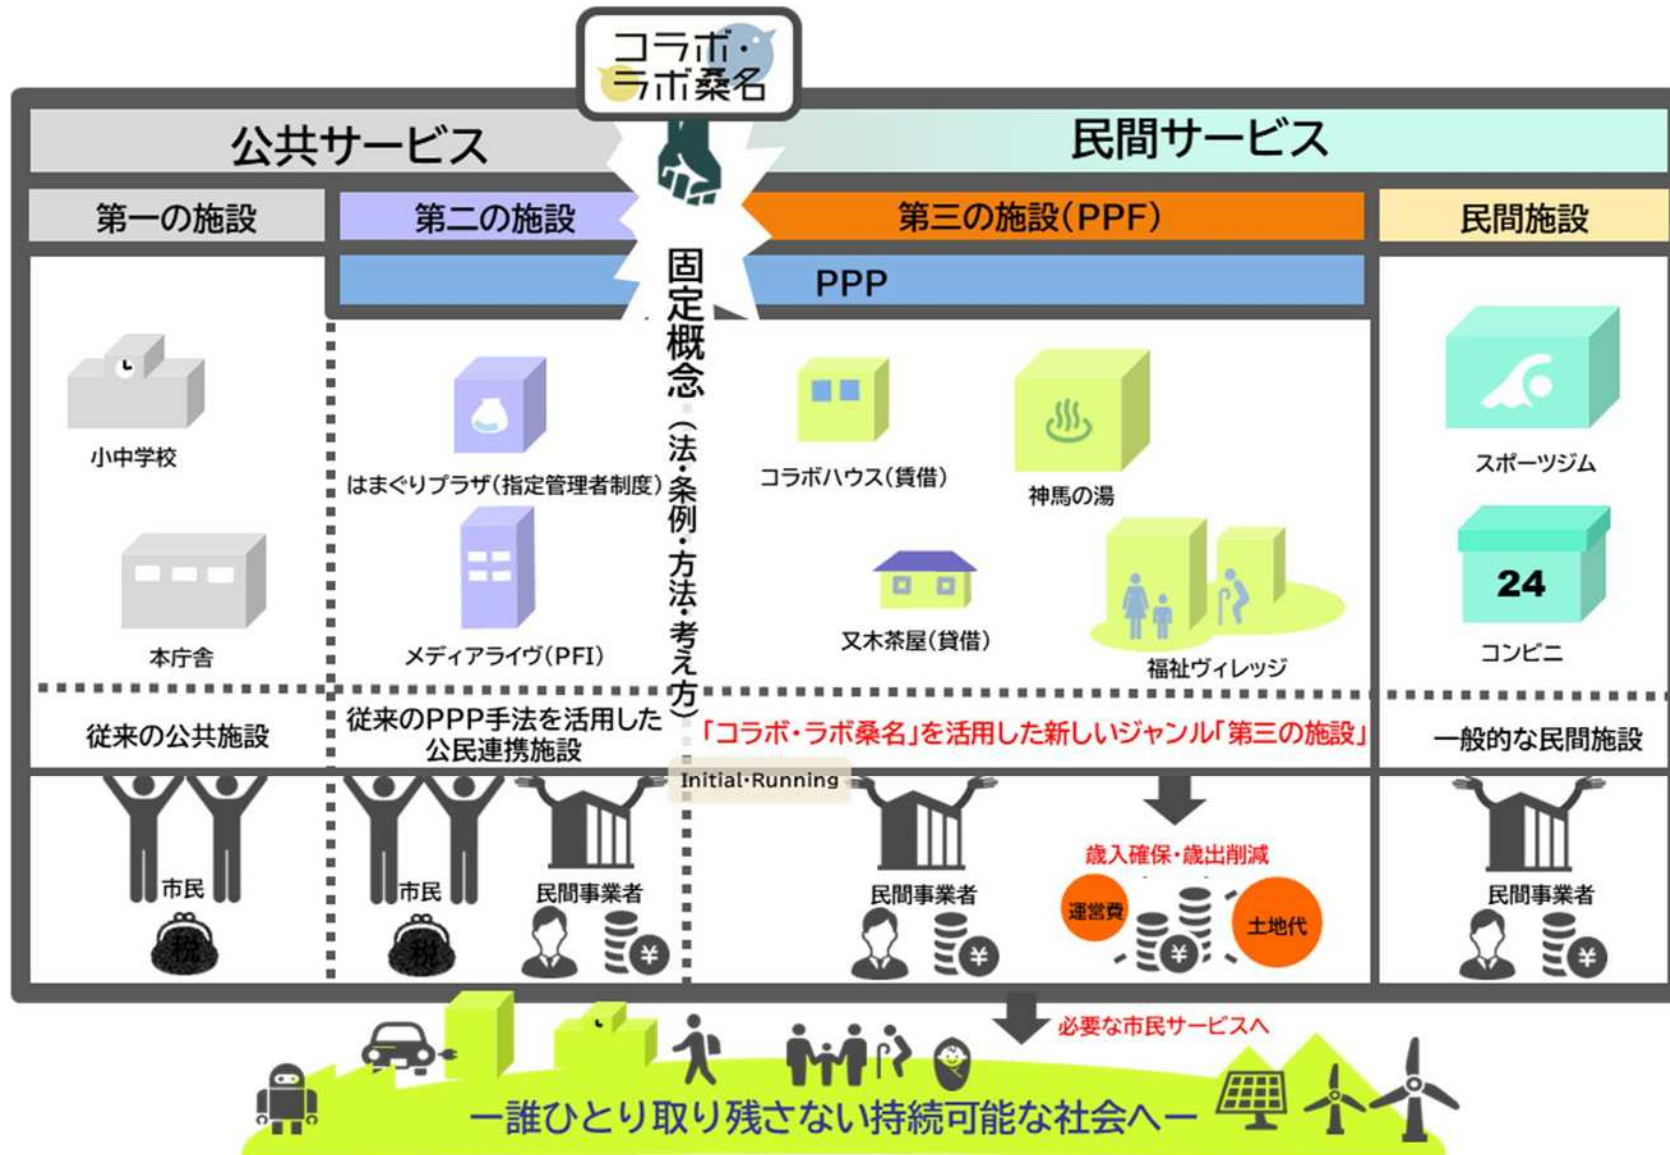 コラボ・
ラボ桑名
公共サービス
民間サービス
第一の施設
第二の施設
第三の施設(PPF)
民間施設
PPP
固定概念(法・条例・方法・考え方)
小中学校
本庁舎
はまぐりプラザ(指定管理者制度)
メディアライヴ(PFI)
コラボハウス(賃借)
神馬の湯
又木茶屋(貸借)
福祉ヴィレッジ
スポーツジム
24
コンビニ
従来の公共施設
従来のPPP手法を活用した
公民連携施設
「コラボ・ラボ桑名」を活用した新しいジャンル「第三の施設」
一般的な民間施設
Initial・Running
市民
税
市民
税
民間事業者
¥
民間事業者
¥
歳入確保・歳出削減
運営費
¥
土地代
民間事業者
¥
必要な市民サービスへ
ー誰ひとり取り残さない持続可能な社会へー